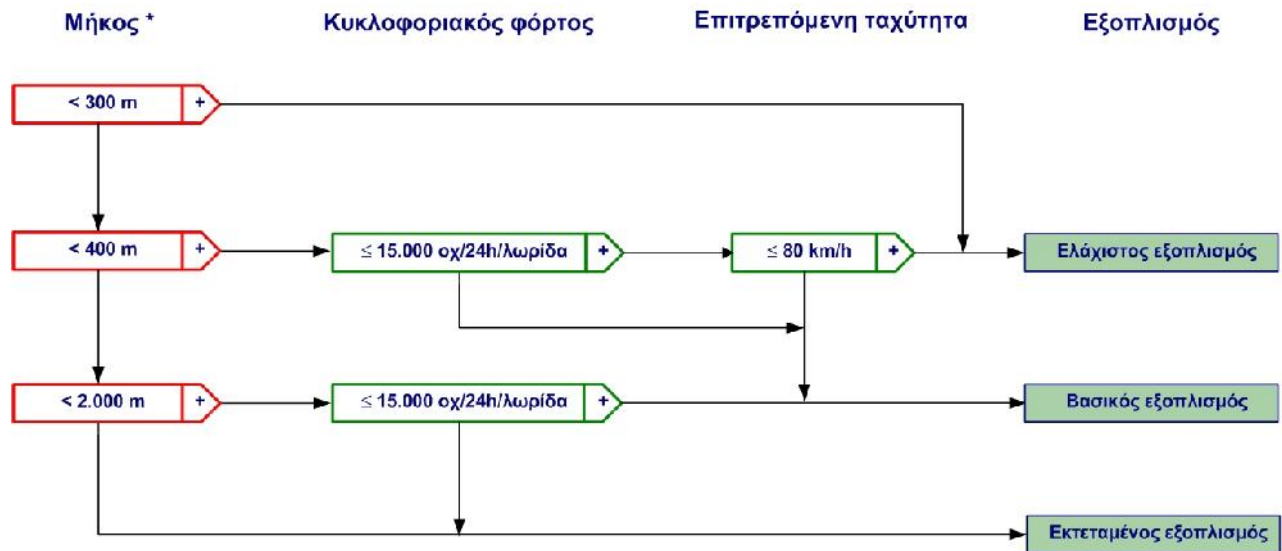 Μήκος * Κυκλοφοριακός φόρτος Επιτρεπόμενη ταχύτητα Εξοπλισμός
< 300 m +
< 400 m + ≤ 15.000 οχ/24h/λωρίδα + ≤ 80 km/h + Ελάχιστος εξοπλισμός
< 2.000 m + ≤ 15.000 οχ/24h/λωρίδα + Βασικός εξοπλισμός
Εκτεταμένος εξοπλισμός